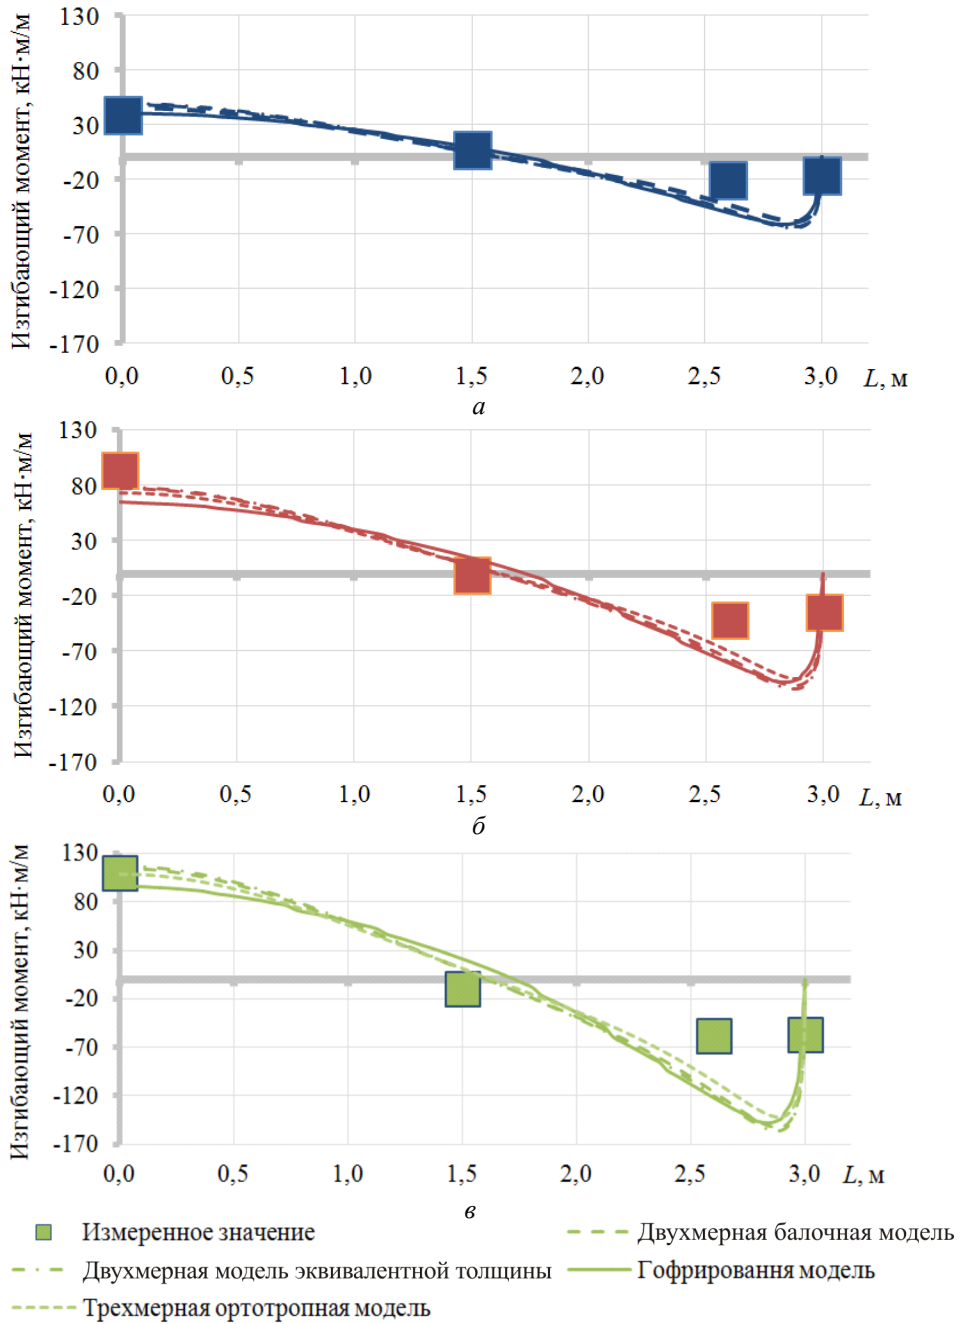 Изгибающий момент, кН·м/м
130
80
30
-20
-70
-120
-170
0,0 0,5 1,0 1,5 2,0 2,5 3,0 L, м
а
Изгибающий момент, кН·м/м
130
80
30
-20
-70
-120
-170
0,0 0,5 1,0 1,5 2,0 2,5 3,0 L, м
б
Изгибающий момент, кН·м/м
130
80
30
-20
-70
-120
-170
0,0 0,5 1,0 1,5 2,0 2,5 3,0 L, м
в
Измеренное значение
Двухмерная балочная модель
Двухмерная модель эквивалентной толщины
Гофрировання модель
Трехмерная ортотропная модель